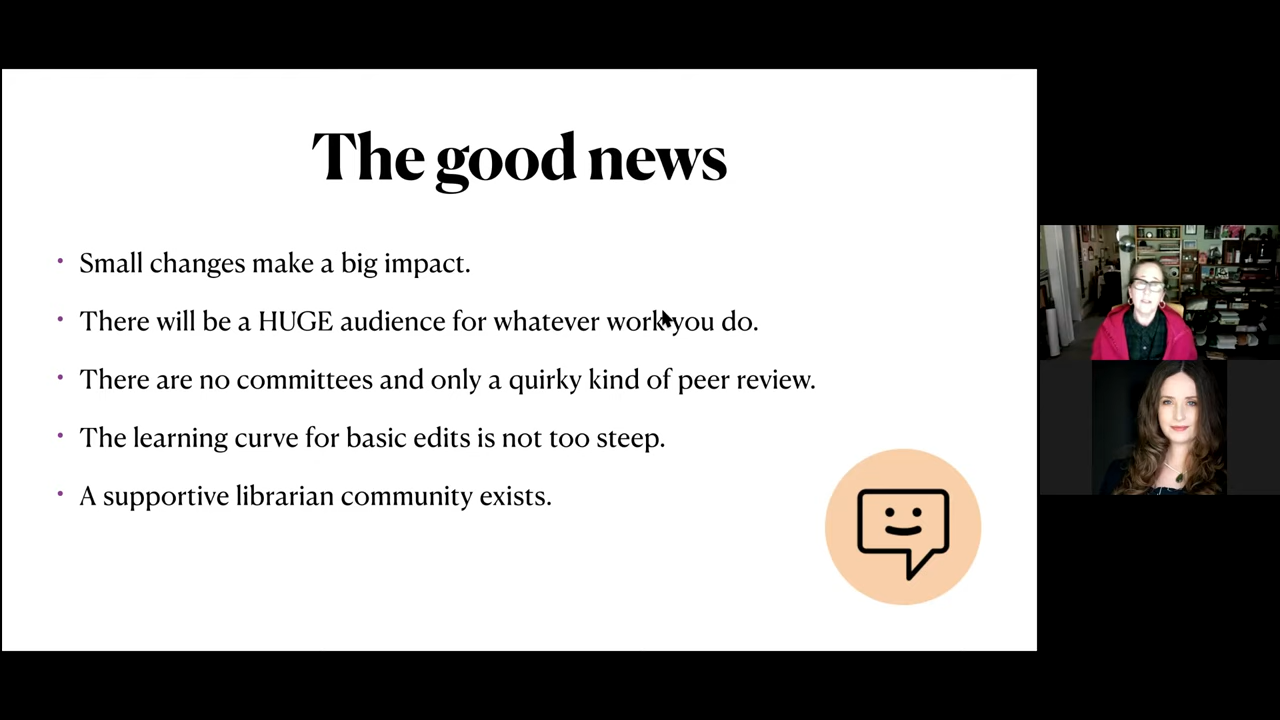 The good news
• Small changes make a big impact.
• There will be a HUGE audience for whatever work you do.
• There are no committees and only a quirky kind of peer review.
• The learning curve for basic edits is not too steep.
• A supportive librarian community exists.